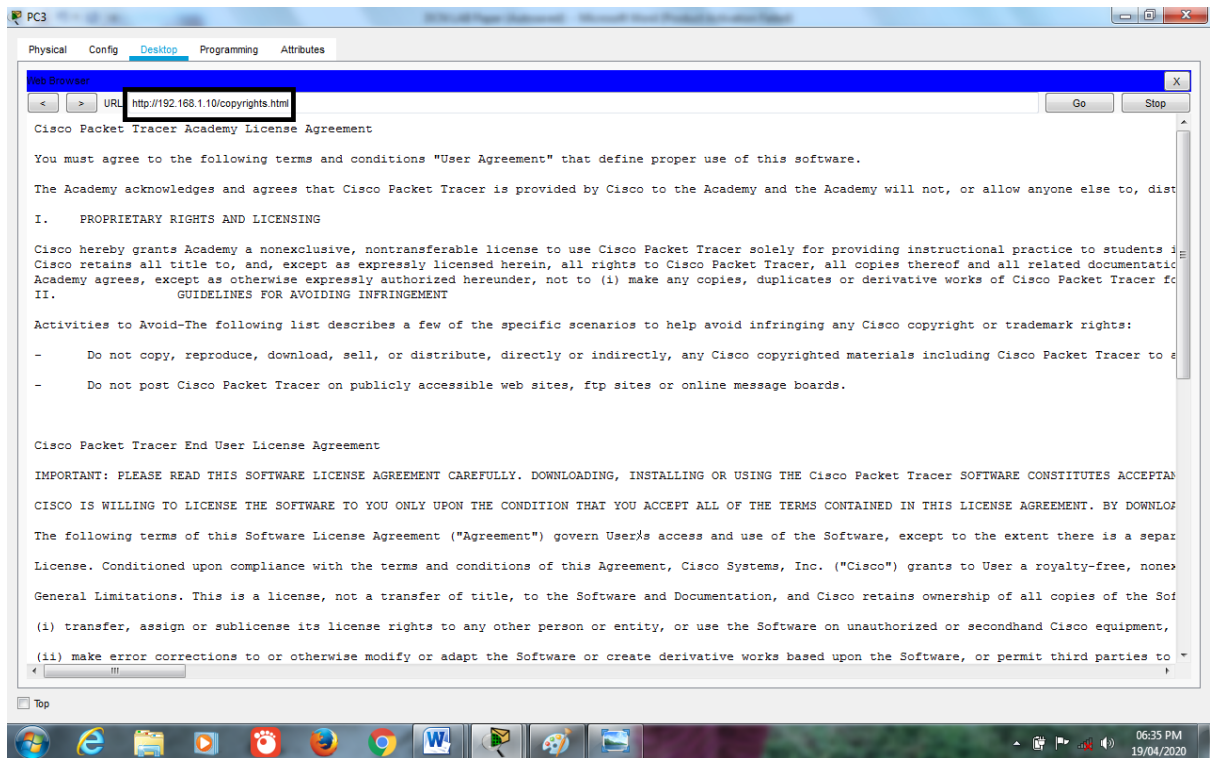 PC3
Physical Config Desktop Programming Attributes
Web Browser
X
< > URL http://192.168.1.10/copyrights.html Go Stop
Cisco Packet Tracer Academy License Agreement
You must agree to the following terms and conditions "User Agreement" that define proper use of this software.
The Academy acknowledges and agrees that Cisco Packet Tracer is provided by Cisco to the Academy and the Academy will not, or allow anyone else to, dist
I. PROPRIETARY RIGHTS AND LICENSING
Cisco hereby grants Academy a nonexclusive, nontransferable license to use Cisco Packet Tracer solely for providing instructional practice to students i
Cisco retains all title to, and, except as expressly licensed herein, all rights to Cisco Packet Tracer, all copies thereof and all related documentatic
Academy agrees, except as otherwise expressly authorized hereunder, not to (i) make any copies, duplicates or derivative works of Cisco Packet Tracer fo
II. GUIDELINES FOR AVOIDING INFRINGEMENT
Activities to Avoid-The following list describes a few of the specific scenarios to help avoid infringing any Cisco copyright or trademark rights:
- Do not copy, reproduce, download, sell, or distribute, directly or indirectly, any Cisco copyrighted materials including Cisco Packet Tracer to a
- Do not post Cisco Packet Tracer on publicly accessible web sites, ftp sites or online message boards.
Cisco Packet Tracer End User License Agreement
IMPORTANT: PLEASE READ THIS SOFTWARE LICENSE AGREEMENT CAREFULLY. DOWNLOADING, INSTALLING OR USING THE Cisco Packet Tracer SOFTWARE CONSTITUTES ACCEPTAN
CISCO IS WILLING TO LICENSE THE SOFTWARE TO YOU ONLY UPON THE CONDITION THAT YOU ACCEPT ALL OF THE TERMS CONTAINED IN THIS LICENSE AGREEMENT. BY DOWNLOA
The following terms of this Software License Agreement ("Agreement") govern User's access and use of the Software, except to the extent there is a separ
License. Conditioned upon compliance with the terms and conditions of this Agreement, Cisco Systems, Inc. ("Cisco") grants to User a royalty-free, nonex
General Limitations. This is a license, not a transfer of title, to the Software and Documentation, and Cisco retains ownership of all copies of the Sof
(i) transfer, assign or sublicense its license rights to any other person or entity, or use the Software on unauthorized or secondhand Cisco equipment,
(ii) make error corrections to or otherwise modify or adapt the Software or create derivative works based upon the Software, or permit third parties to
Top
06:35 PM
19/04/2020